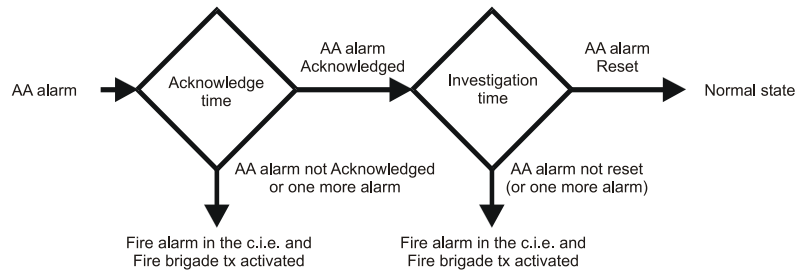 AA alarm
Acknowledge
time
AA alarm
Acknowledged
Investigation
time
AA alarm
Reset
Normal state
AA alarm not Acknowledged
or one more alarm
AA alarm not reset
(or one more alarm)
Fire alarm in the c.i.e. and
Fire brigade tx activated
Fire alarm in the c.i.e. and
Fire brigade tx activated